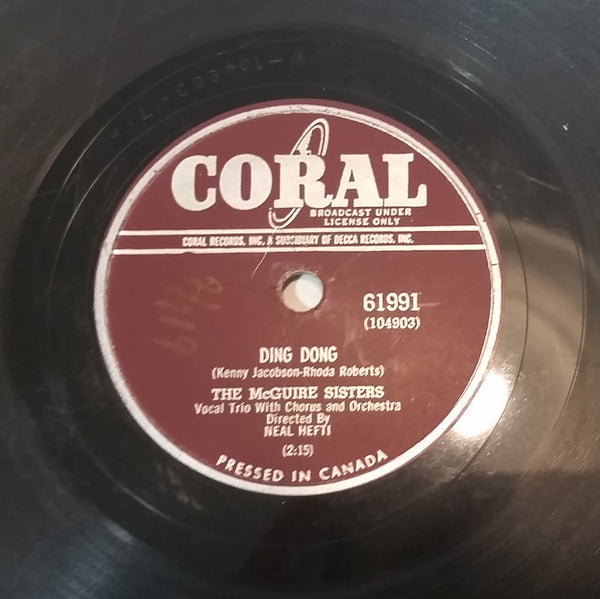 CORAL
BROADCAST UNDER
LICENSE ONLY
CORAL RECORDS, INC. A SUBSIDIARY OF DECCA RECORDS, INC.
61991
(104903)
DING DONG
(Kenny Jacobson-Rhoda Roberts)
THE McGUIRE SISTERS
Vocal Trio With Chorus and Orchestra
Directed By
NEAL HEFTI
(2:15)
PRESSED IN CANADA